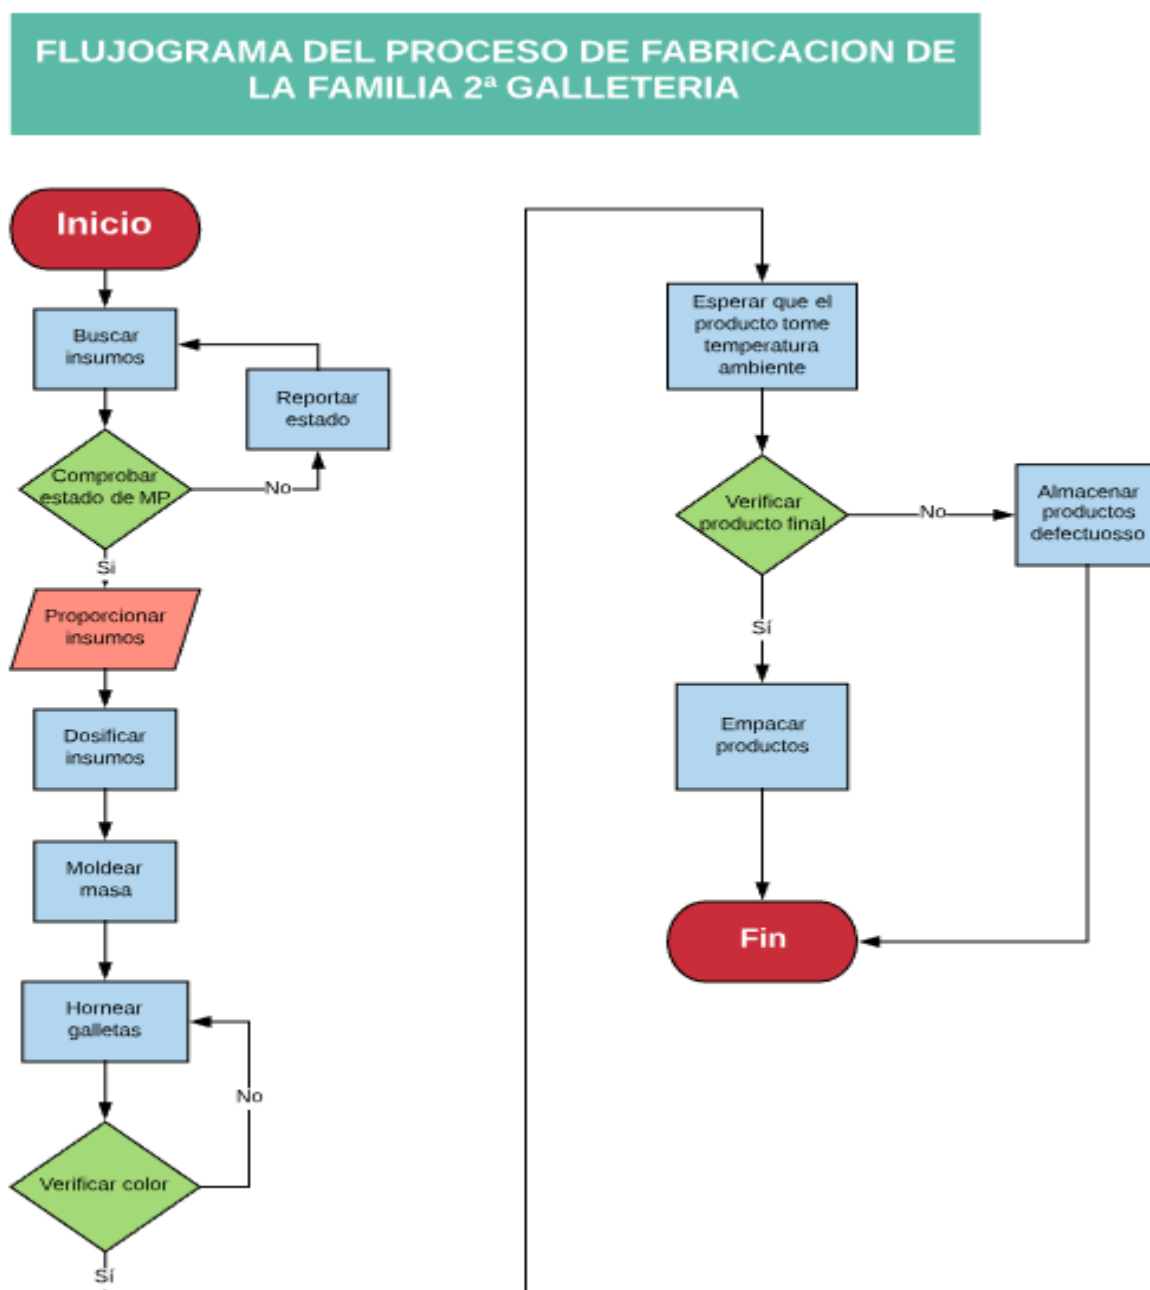 FLUJOGRAMA DEL PROCESO DE FABRICACION DE
LA FAMILIA 2ª GALLETERIA
Inicio
Buscar
insumos
Reportar
estado
Comprobar
estado de MP
No
Si
Proporcionar
insumos
Dosificar
insumos
Moldear
masa
Hornear
galletas
No
Verificar color
Sí
Esperar que el
producto tome
temperatura
ambiente
Verificar
producto final
No
Almacenar
productos
defectuosso
Sí
Empacar
productos
Fin